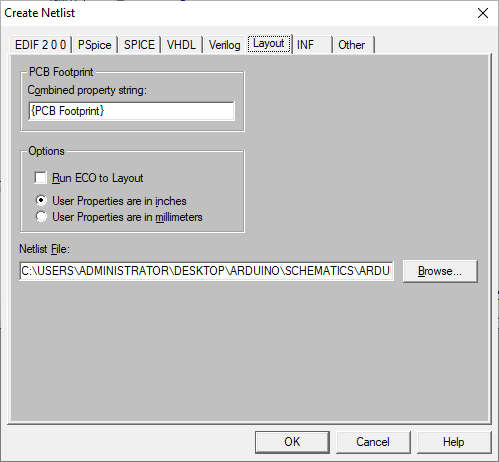 Create Netlist
EDIF 2 0 0 PSpice SPICE VHDL Verilog Layout INF Other
PCB Footprint
Combined property string:
{PCB Footprint}
Options
Run ECO to Layout
User Properties are in inches
User Properties are in millimeters
Netlist File:
C:\USERS\ADMINISTRATOR\DESKTOP\ARDUINO\SCHEMATICS\ARDUI Browse...
OK Cancel Help